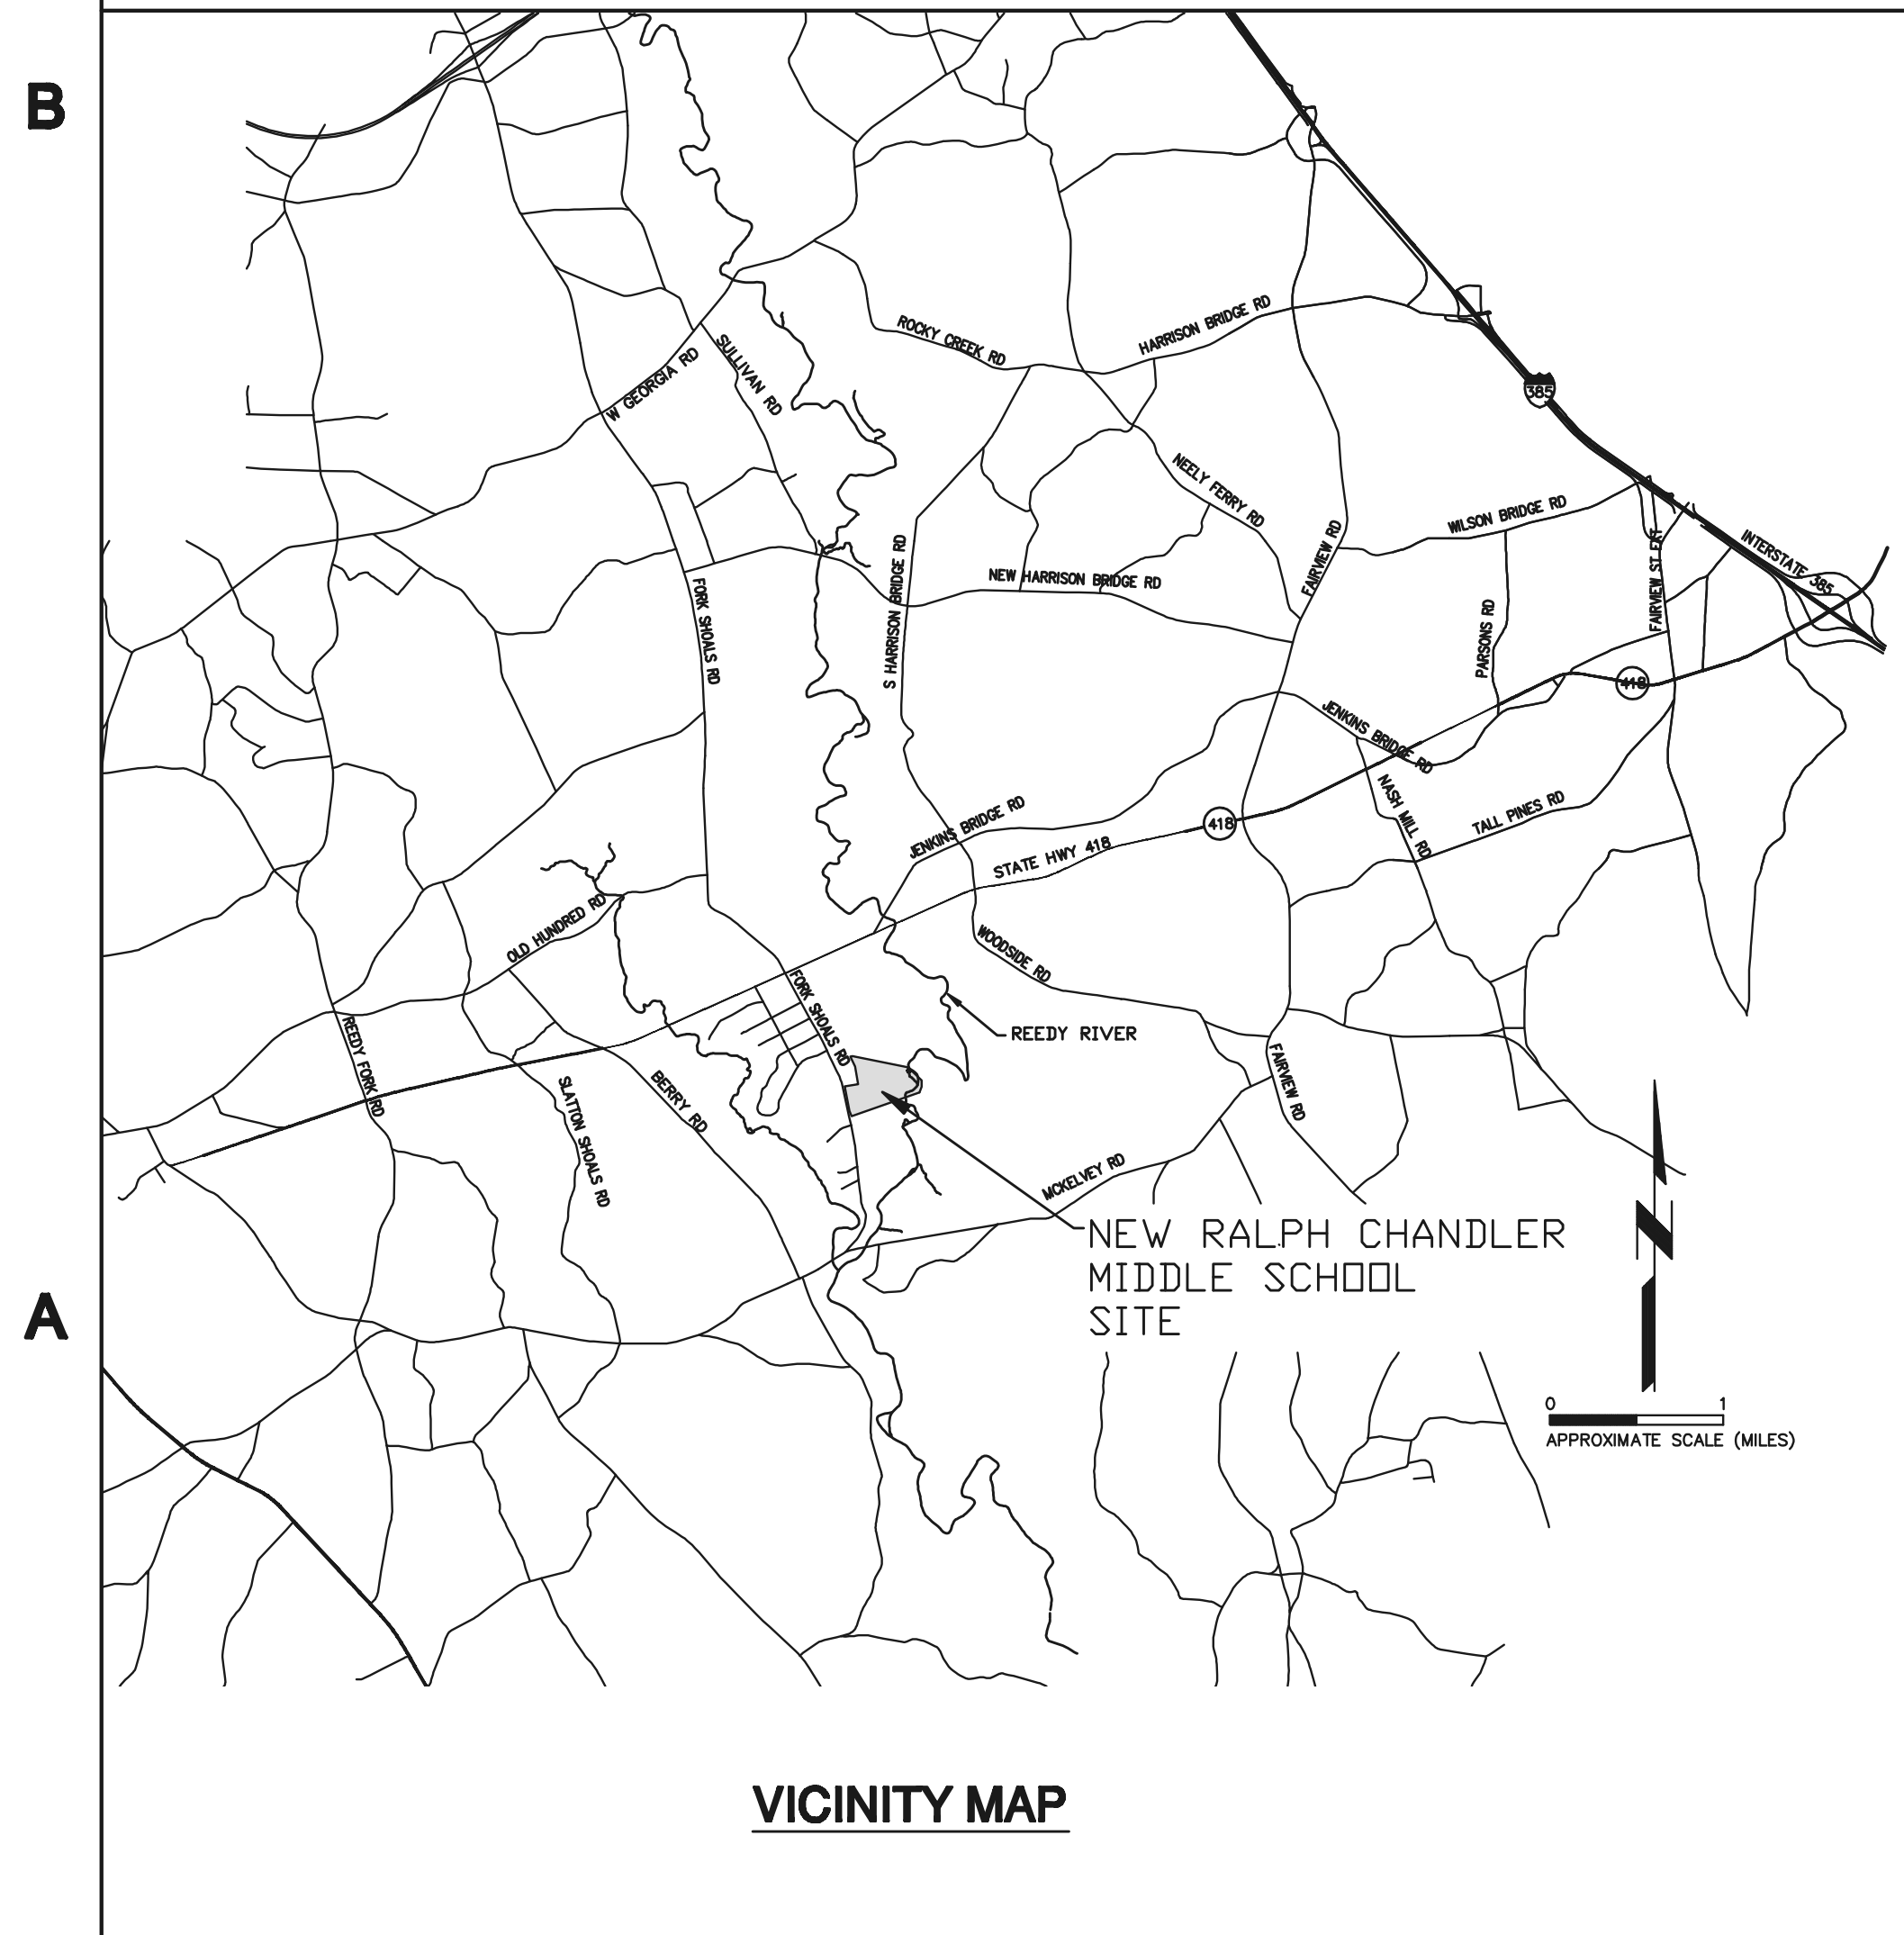 B
ROCKY CREEK RD
HARRISON BRIDGE RD
SULLIVAN RD
W GEORGIA RD
385
NEELY FERRY RD
WILSON BRIDGE RD
FAIRVIEW RD
INTERSTATE 385
FAIRVIEW ST EXT
S HARRISON BRIDGE RD
NEW HARRISON BRIDGE RD
FORK SHOALS RD
PARSONS RD
418
JENKINS BRIDGE RD
NASH MILL RD
TALL PINES RD
JENKINS BRIDGE RD
418
STATE HWY 418
OLD HUNDRED RD
WOODSIDE RD
FORK SHOALS RD
REEDY RIVER
REEDY FORK RD
FAIRVIEW RD
SLATTON SHOALS RD
BERRY RD
MCKELVEY RD
NEW RALPH CHANDLER
MIDDLE SCHOOL
SITE
N
A
0 1
APPROXIMATE SCALE (MILES)
VICINITY MAP